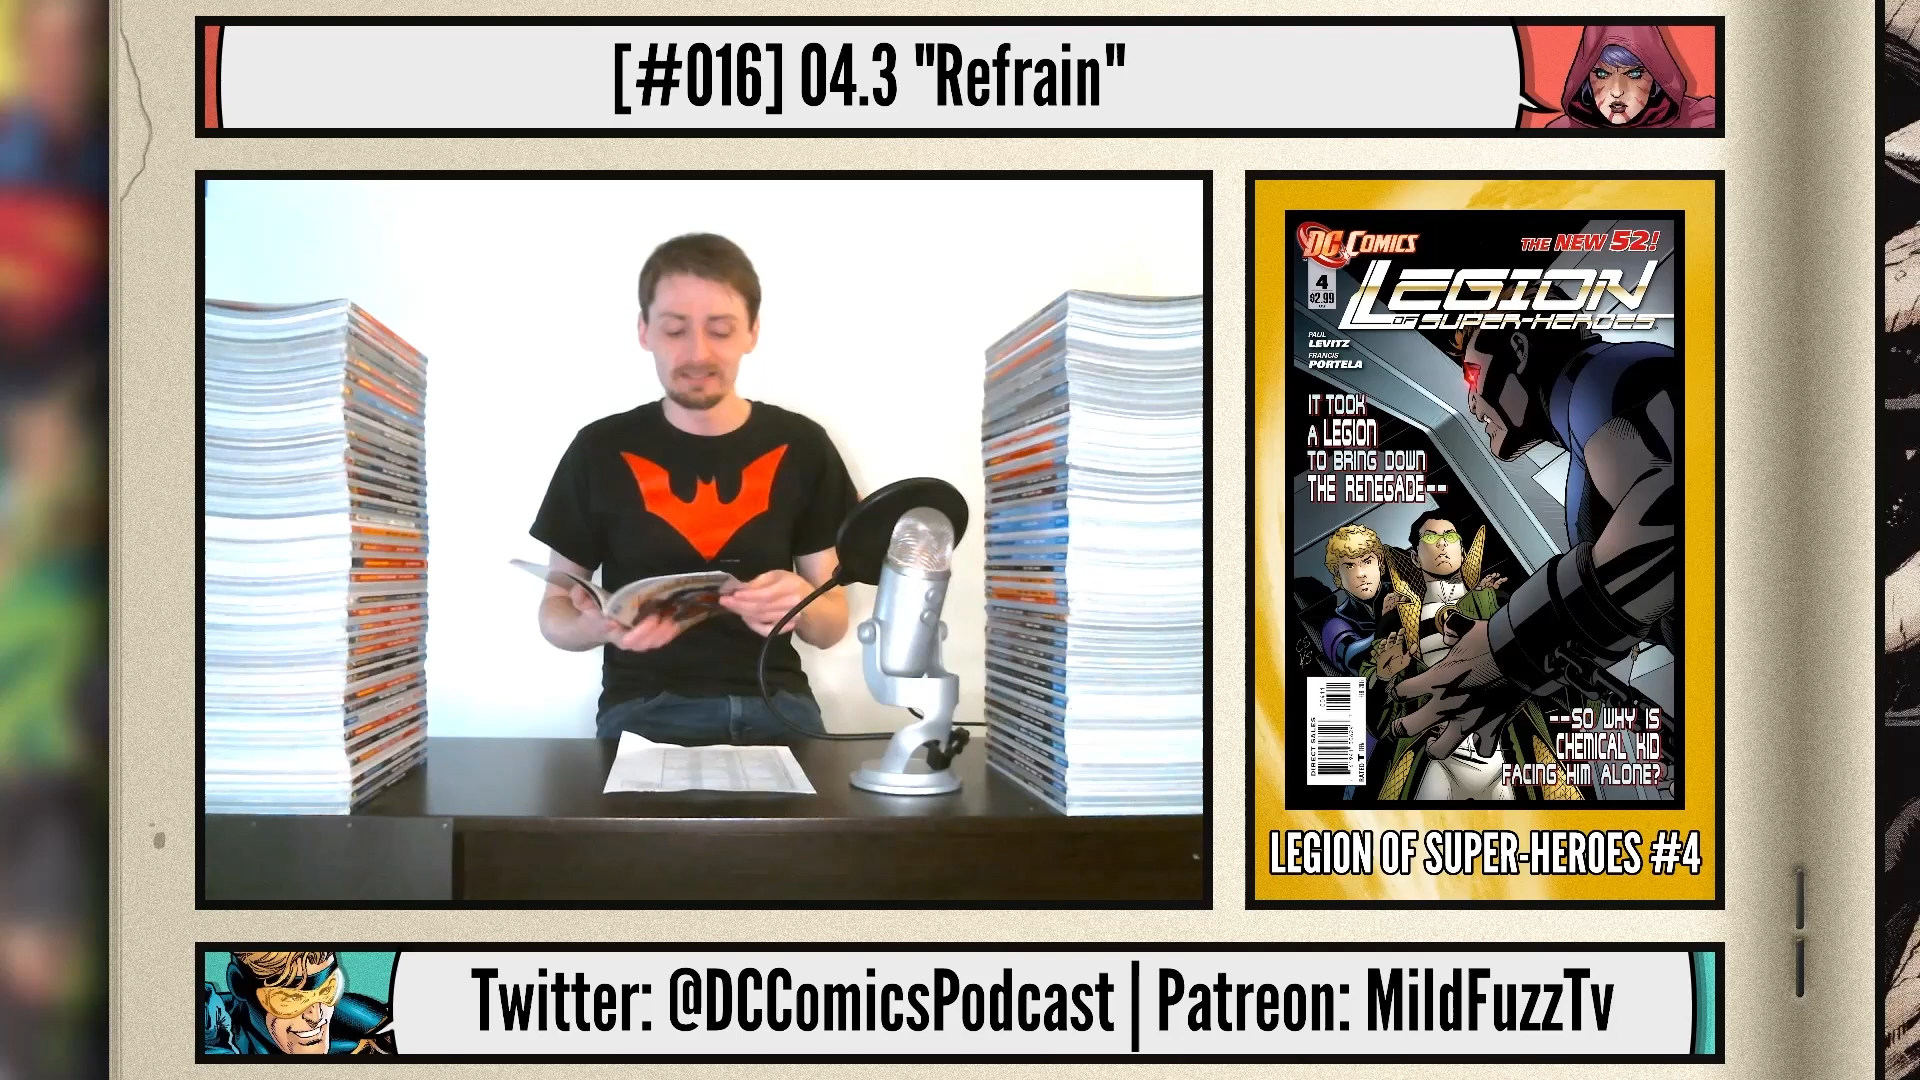 [#016] 04.3 "Refrain"
DC COMICS
THE NEW 52!
4
$2.99
LEGION
OF SUPER-HEROES
PAUL
LEVITZ
FRANCIS
PORTELA
IT TOOK
A LEGION
TO BRING DOWN
THE RENEGADE--
--SO WHY IS
CHEMICAL KID
FACING HIM ALONE?
DIRECT SALES
LEGION OF SUPER-HEROES #4
Twitter: @DCComicsPodcast | Patreon: MildFuzzTv